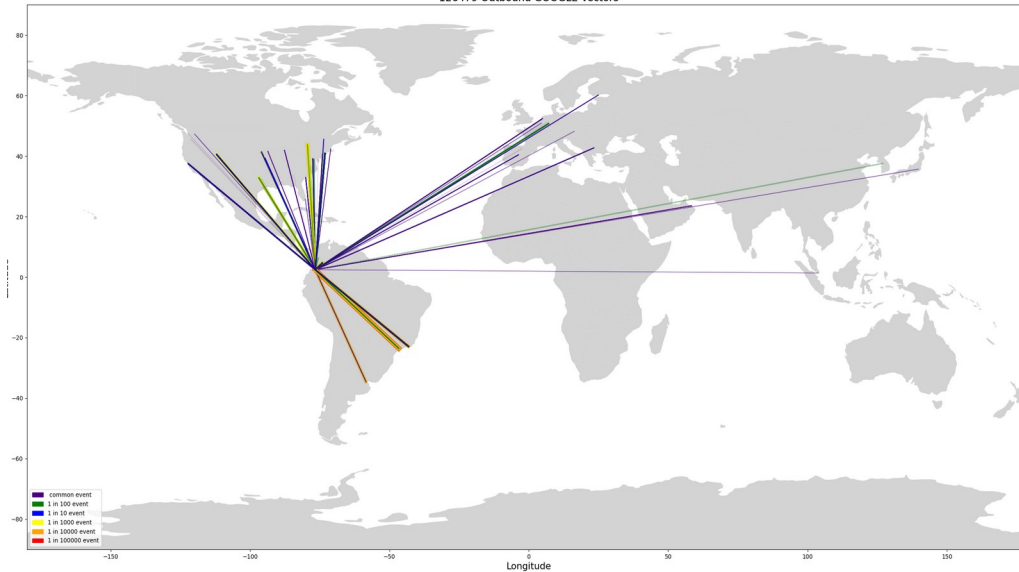 80
60
40
20
0
−20
−40
−60
−80
common event
1 in 100 event
1 in 10 event
1 in 1000 event
1 in 10000 event
1 in 100000 event
−150
−100
−50
0
50
100
150
Longitude